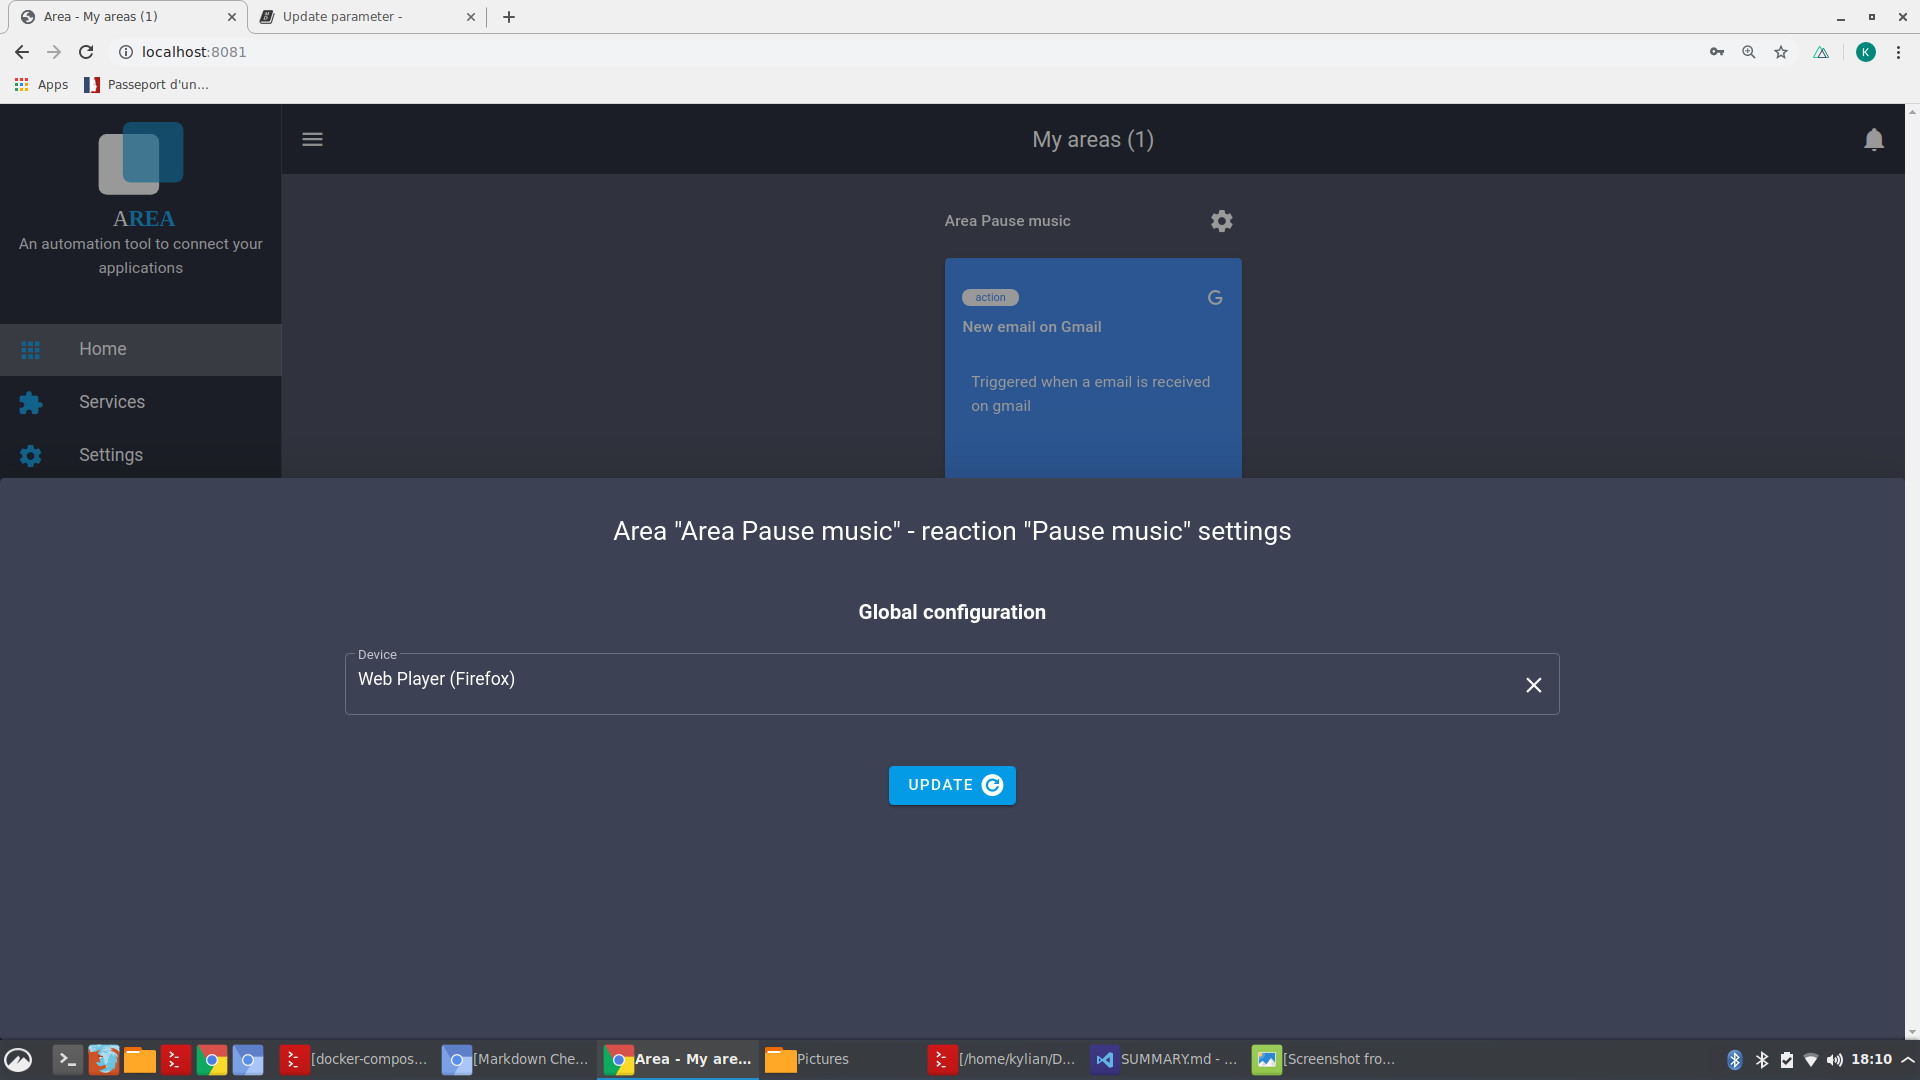 Area - My areas (1)
Update parameter -
localhost:8081
K
Apps
Passeport d'un...
AREA
An automation tool to connect your
applications
Home
Services
Settings
My areas (1)
Area Pause music
action
New email on Gmail
Triggered when a email is received
on gmail
Area "Area Pause music" - reaction "Pause music" settings
Global configuration
Device
Web Player (Firefox)
UPDATE
[docker-compos...
[Markdown Che...
Area - My are...
Pictures
[/home/kylian/D...
SUMMARY.md - ...
[Screenshot fro...
18:10